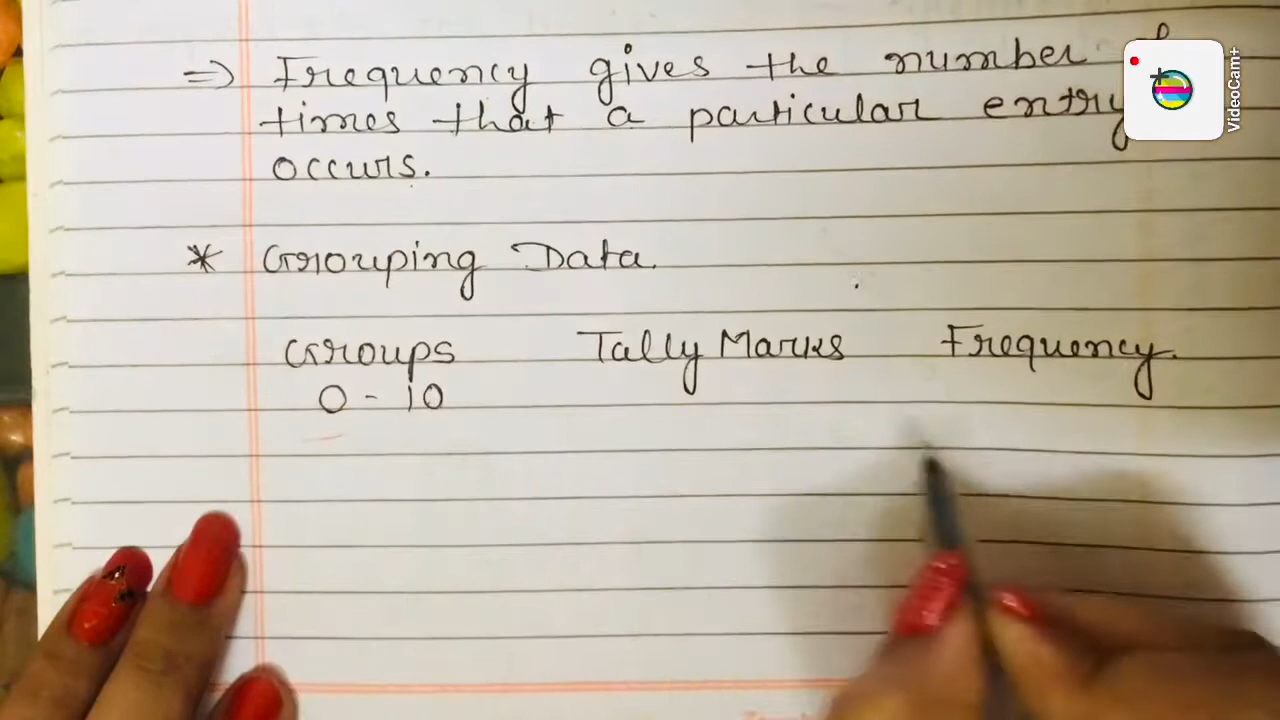 => Frequency gives the number
times that a particular entry
occurs.
* Grouping Data.
Groups Tally Marks Frequency.
0 - 10
VideoCam+